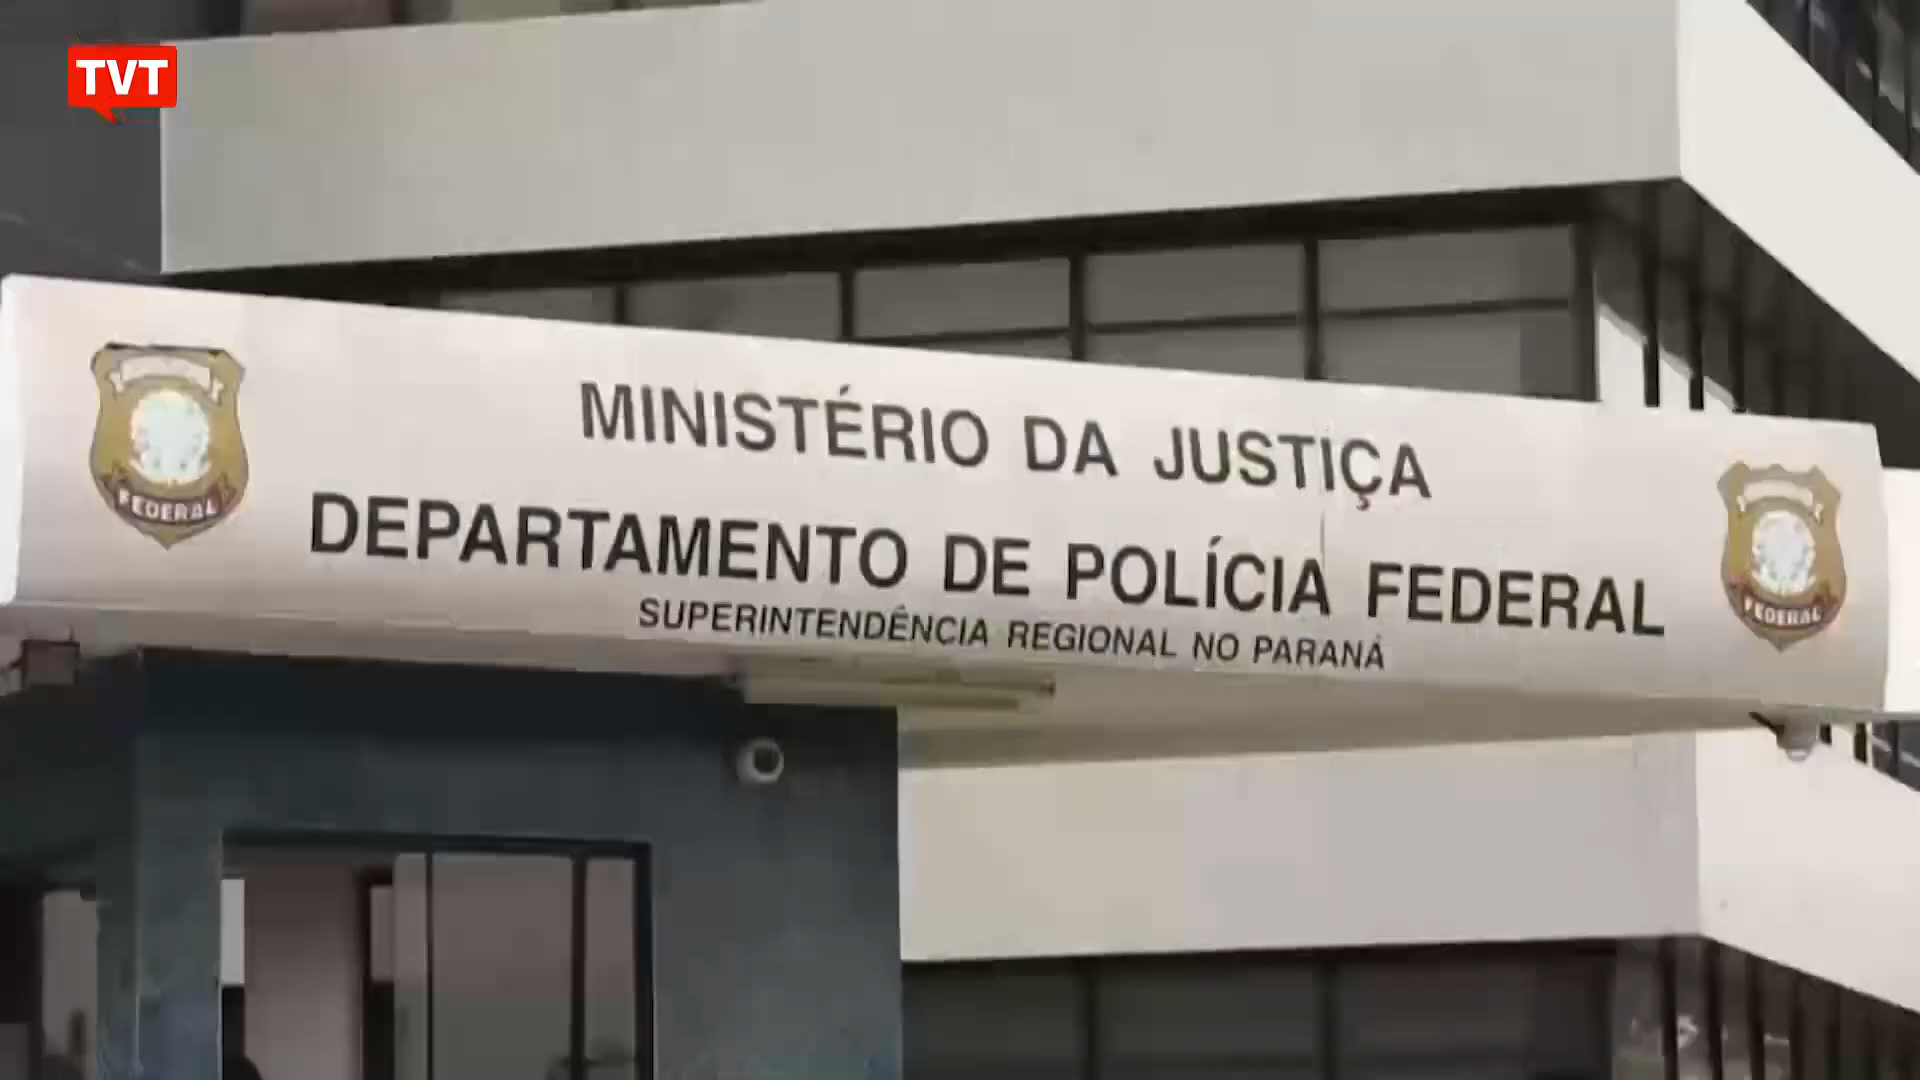 TVT
MINISTÉRIO DA JUSTIÇA
DEPARTAMENTO DE POLÍCIA FEDERAL
SUPERINTENDÊNCIA REGIONAL NO PARANÁ
FEDERAL
FEDERAL